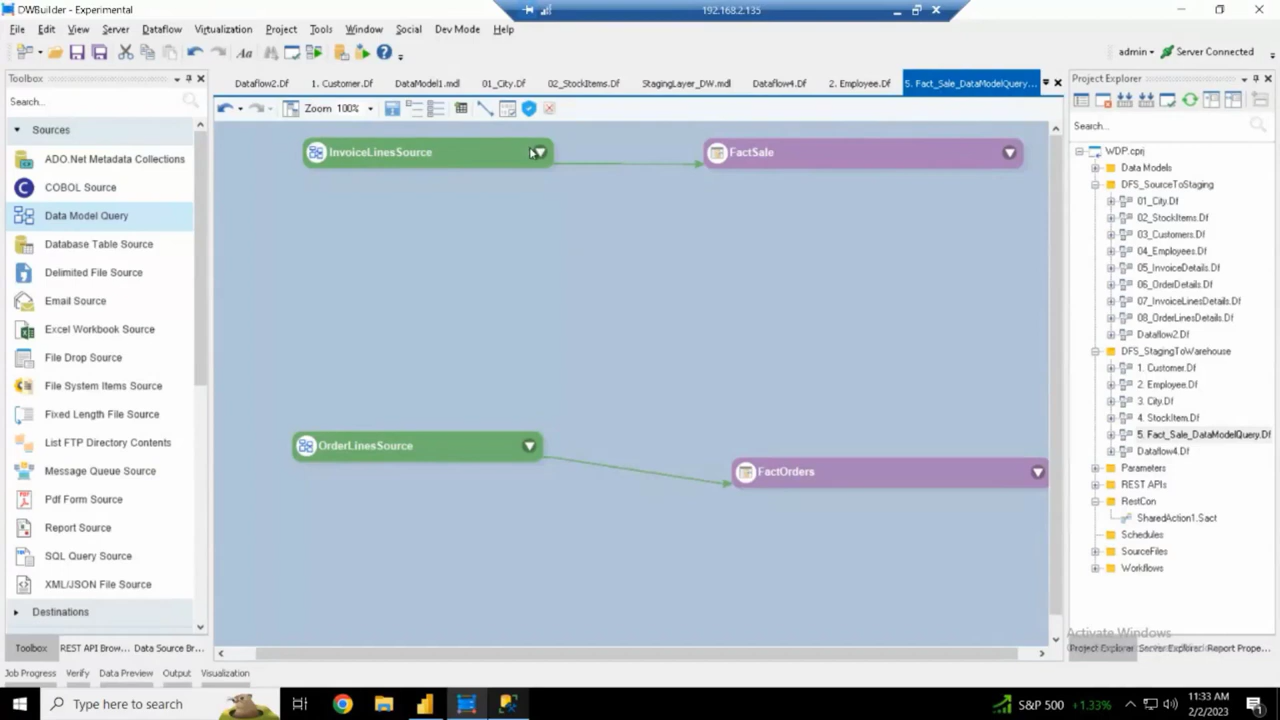 DWBuilder - Experimental
192.168.2.135
File Edit View Server Dataflow Virtualization Project Tools Window Social Dev Mode Help
Aa
admin Server Connected
Toolbox
Dataflow2.Df 1. Customer.Df DataModel1.mdl 01_City.Df 02_StockItems.Df StagingLayer_DW.mdl Dataflow4.Df 2. Employee.Df 5. Fact_Sale_DataModelQuery...
Project Explorer
Search...
Zoom 100%
Search...
Sources
ADO.Net Metadata Collections
COBOL Source
Data Model Query
Database Table Source
Delimited File Source
Email Source
Excel Workbook Source
File Drop Source
File System Items Source
Fixed Length File Source
List FTP Directory Contents
Message Queue Source
Pdf Form Source
Report Source
SQL Query Source
XML/JSON File Source
Destinations
Toolbox REST API Brow... Data Source Br...
InvoiceLinesSource
FactSale
OrderLinesSource
FactOrders
WDP.cprj
Data Models
DFS_SourceToStaging
01_City.Df
02_StockItems.Df
03_Customers.Df
04_Employees.Df
05_InvoiceDetails.Df
06_OrderDetails.Df
07_InvoiceLinesDetails.Df
08_OrderLinesDetails.Df
Dataflow2.Df
DFS_StagingToWarehouse
1. Customer.Df
2. Employee.Df
3. City.Df
4. StockItem.Df
5. Fact_Sale_DataModelQuery.Df
Dataflow4.Df
Parameters
REST APIs
RestCon
SharedAction1.Sact
Schedules
SourceFiles
Workflows
Activate Windows
Project Explorer Server Explorer Report Prope...
Job Progress Verify Data Preview Output Visualization
Type here to search
S&P 500 +1.33%
11:33 AM
2/2/2023
1